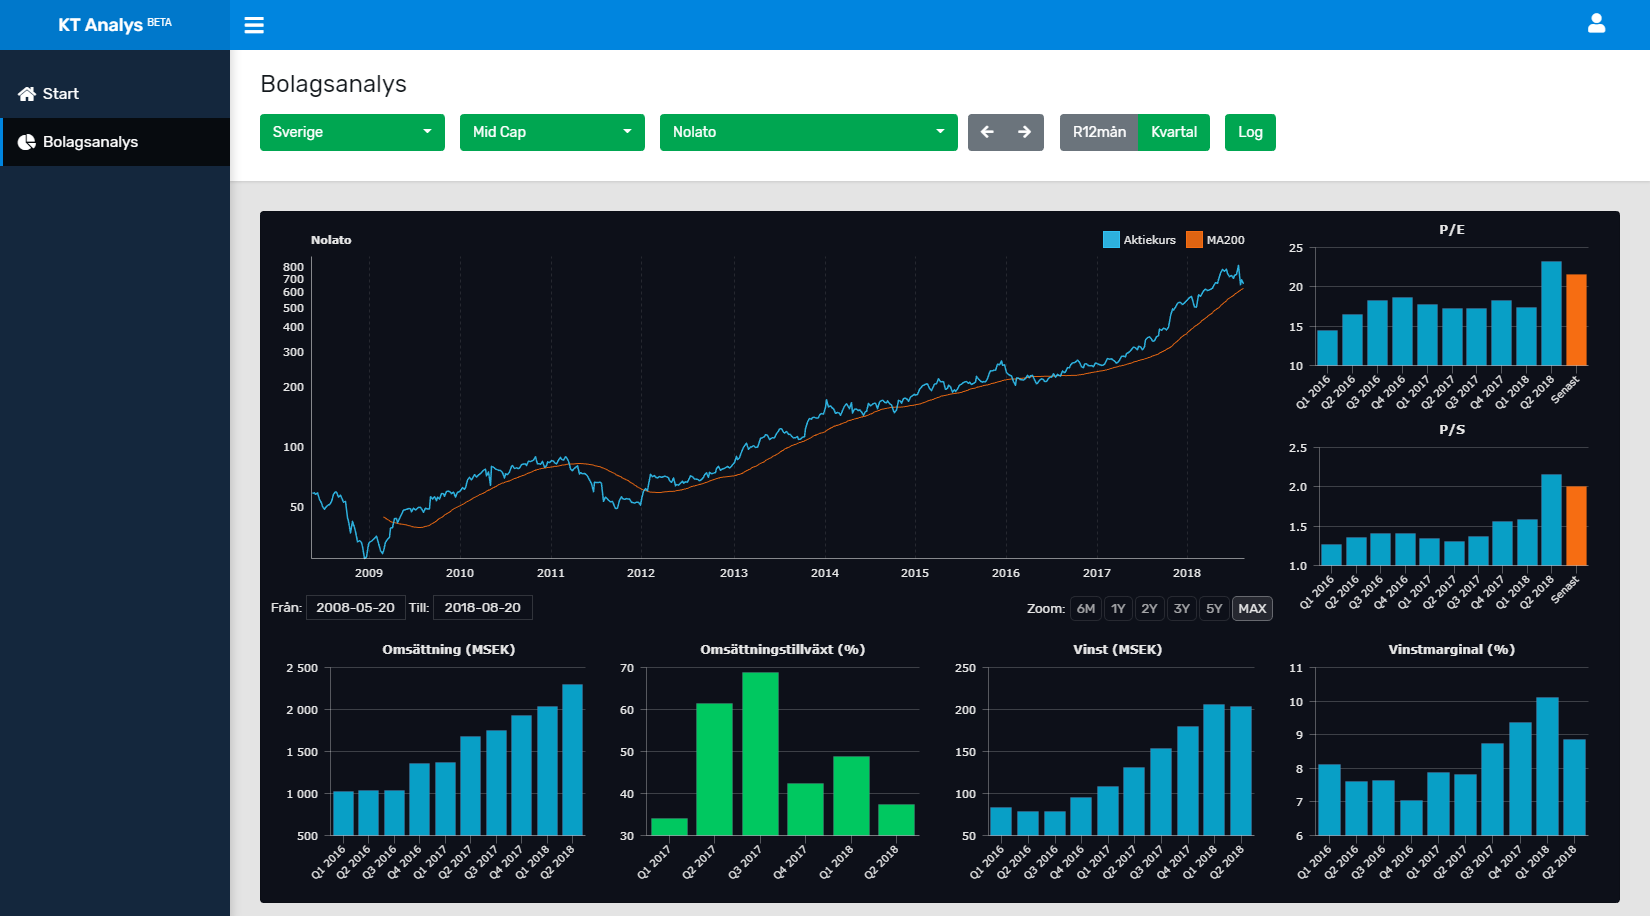 KT Analys BETA
Start
Bolagsanalys
Bolagsanalys
Sverige
Mid Cap
Nolato
R12mån
Kvartal
Log
Nolato
Aktiekurs
MA200
800
700
600
500
400
300
200
100
50
2009 2010 2011 2012 2013 2014 2015 2016 2017 2018
Från: 2008-05-20 Till: 2018-08-20
Zoom: 6M 1Y 2Y 3Y 5Y MAX
P/E
25
20
15
10
Q1 2016 Q2 2016 Q3 2016 Q4 2016 Q1 2017 Q2 2017 Q3 2017 Q4 2017 Q1 2018 Q2 2018 Senast
P/S
2.5
2.0
1.5
1.0
Q1 2016 Q2 2016 Q3 2016 Q4 2016 Q1 2017 Q2 2017 Q3 2017 Q4 2017 Q1 2018 Q2 2018 Senast
Omsättning (MSEK)
2 500
2 000
1 500
1 000
500
Q1 2016 Q2 2016 Q3 2016 Q4 2016 Q1 2017 Q2 2017 Q3 2017 Q4 2017 Q1 2018 Q2 2018
Omsättningstillväxt (%)
70
60
50
40
30
Q1 2017 Q2 2017 Q3 2017 Q4 2017 Q1 2018 Q2 2018
Vinst (MSEK)
250
200
150
100
50
Q1 2016 Q2 2016 Q3 2016 Q4 2016 Q1 2017 Q2 2017 Q3 2017 Q4 2017 Q1 2018 Q2 2018
Vinstmarginal (%)
11
10
9
8
7
6
Q1 2016 Q2 2016 Q3 2016 Q4 2016 Q1 2017 Q2 2017 Q3 2017 Q4 2017 Q1 2018 Q2 2018